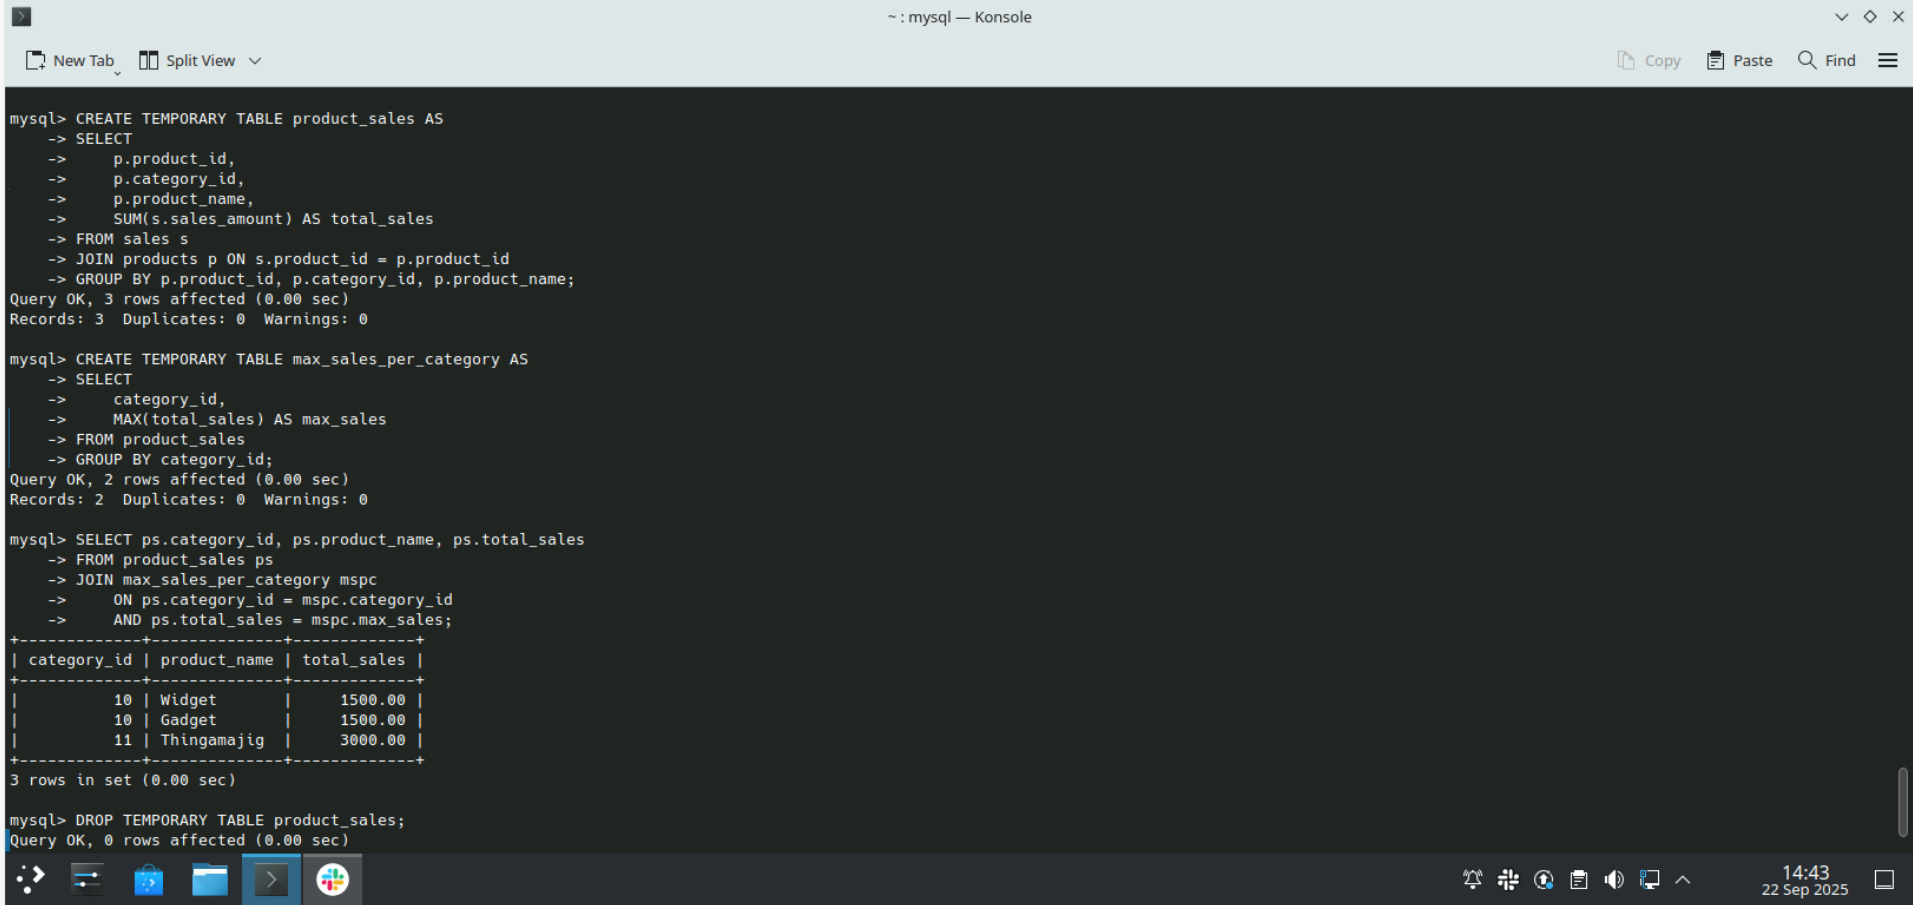 ~ : mysql — Konsole
New Tab Split View Copy Paste Find
mysql> CREATE TEMPORARY TABLE product_sales AS
    -> SELECT
    ->     p.product_id,
    ->     p.category_id,
    ->     p.product_name,
    ->     SUM(s.sales_amount) AS total_sales
    -> FROM sales s
    -> JOIN products p ON s.product_id = p.product_id
    -> GROUP BY p.product_id, p.category_id, p.product_name;
Query OK, 3 rows affected (0.00 sec)
Records: 3  Duplicates: 0  Warnings: 0
mysql> CREATE TEMPORARY TABLE max_sales_per_category AS
    -> SELECT
    ->     category_id,
    ->     MAX(total_sales) AS max_sales
    -> FROM product_sales
    -> GROUP BY category_id;
Query OK, 2 rows affected (0.00 sec)
Records: 2  Duplicates: 0  Warnings: 0
mysql> SELECT ps.category_id, ps.product_name, ps.total_sales
    -> FROM product_sales ps
    -> JOIN max_sales_per_category mspc
    ->     ON ps.category_id = mspc.category_id
    ->     AND ps.total_sales = mspc.max_sales;
+-------------+--------------+-------------+
| category_id | product_name | total_sales |
+-------------+--------------+-------------+
|          10 | Widget       |     1500.00 |
|          10 | Gadget       |     1500.00 |
|          11 | Thingamajig  |     3000.00 |
+-------------+--------------+-------------+
3 rows in set (0.00 sec)
mysql> DROP TEMPORARY TABLE product_sales;
Query OK, 0 rows affected (0.00 sec)
14:43
22 Sep 2025